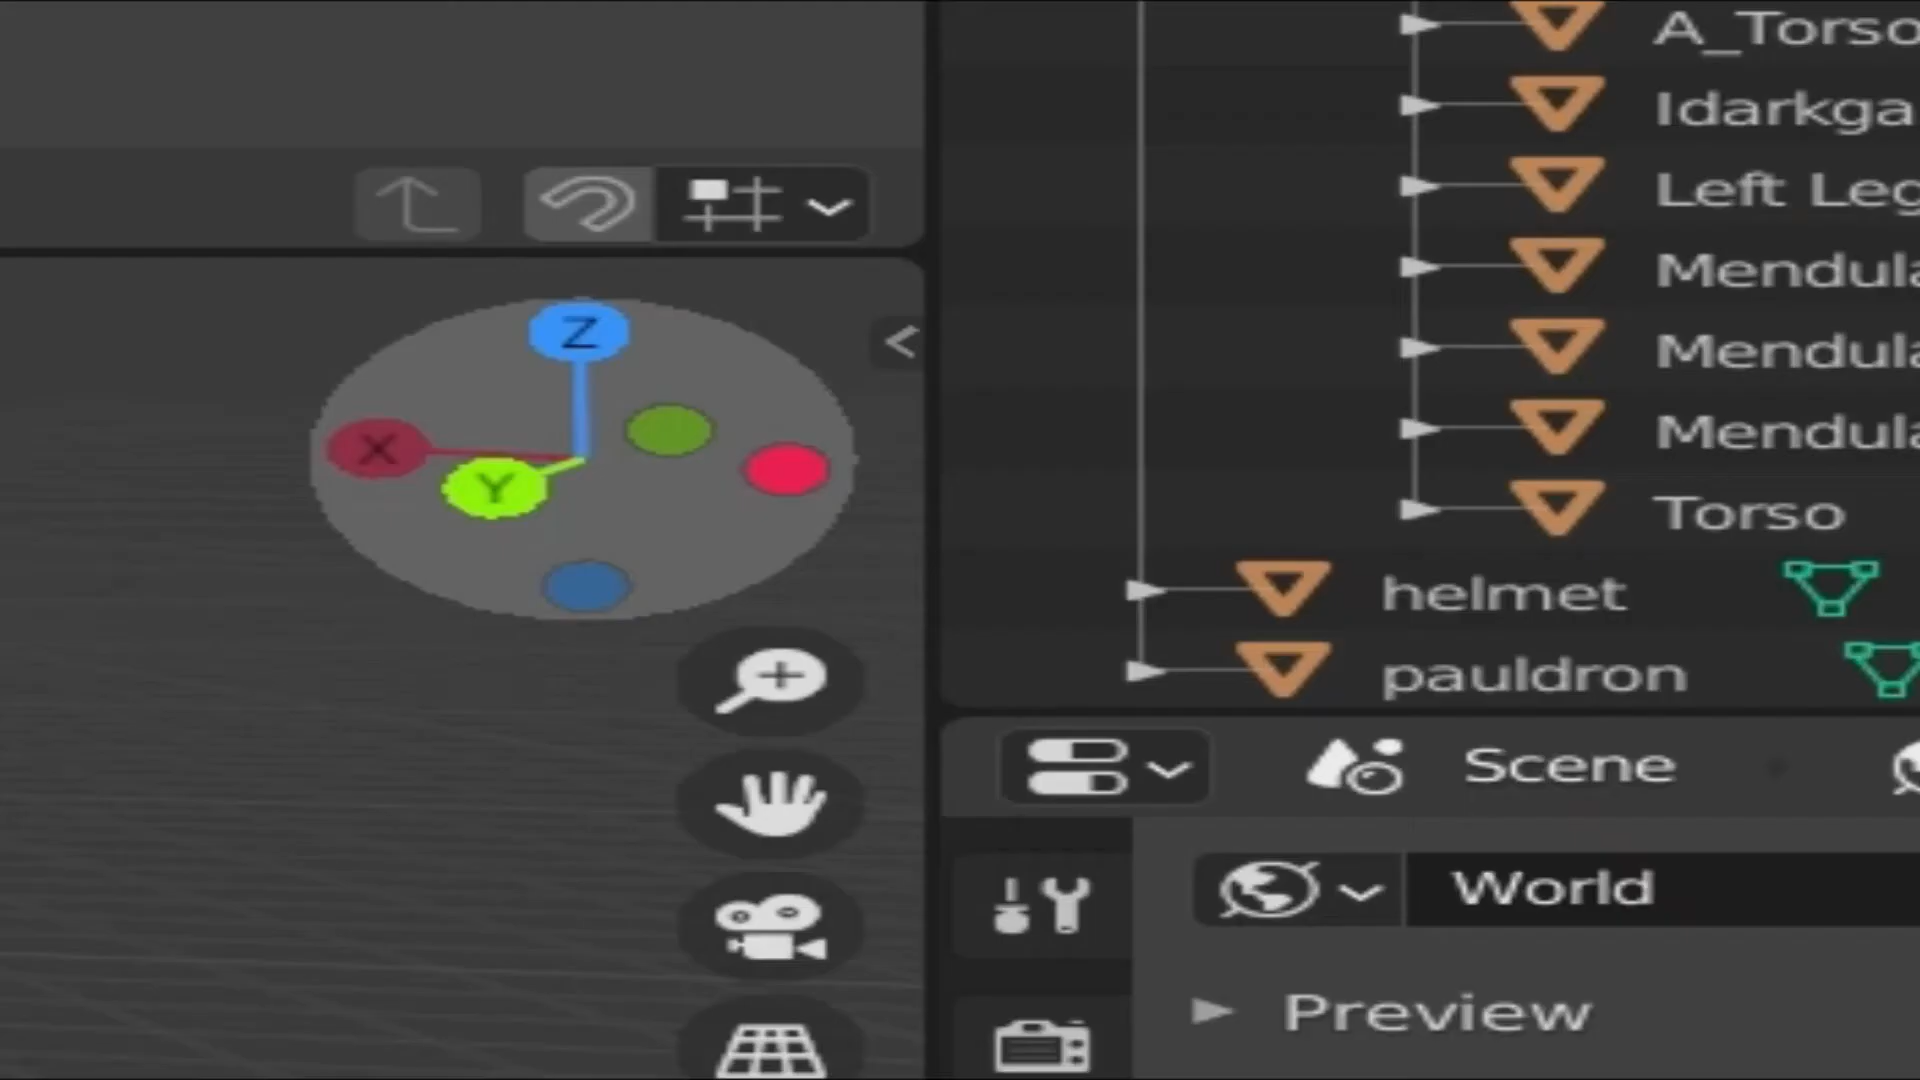 A_Torso
Idarkga
Left Leg
Mendula
Mendula
Mendula
Torso
helmet
pauldron
Z
X
Y
Scene
World
Preview